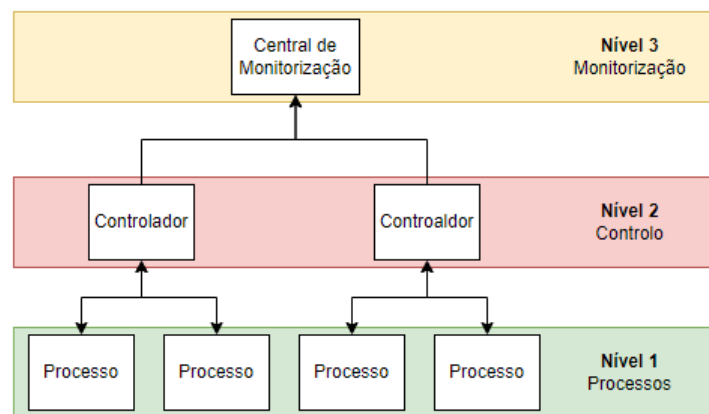 Central de
Monitorização
Nível 3
Monitorização
Controlador
Controaldor
Nível 2
Controlo
Processo
Processo
Processo
Processo
Nível 1
Processos